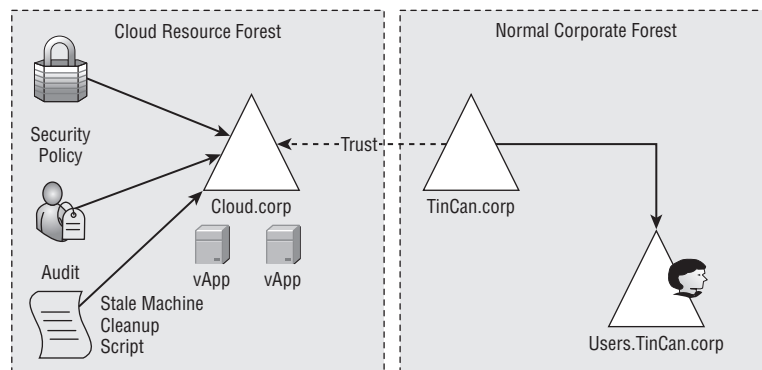 Cloud Resource Forest
Security
Policy
Audit
Stale Machine
Cleanup
Script
Cloud.corp
vApp
vApp
Trust
Normal Corporate Forest
TinCan.corp
Users.TinCan.corp